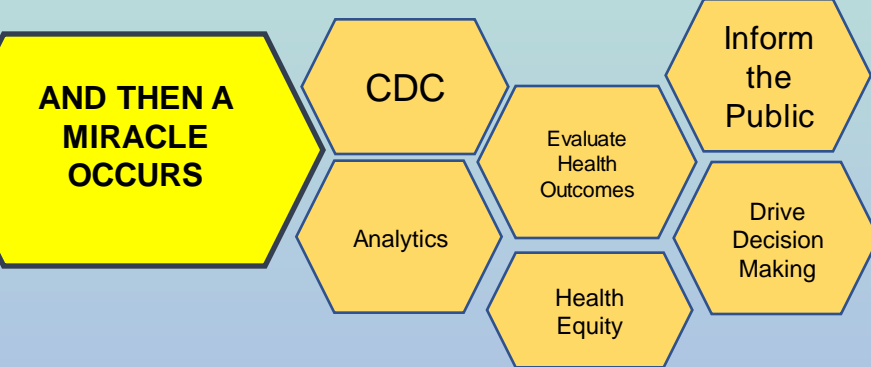 AND THEN A
MIRACLE
OCCURS
CDC
Analytics
Evaluate
Health
Outcomes
Health
Equity
Inform
the
Public
Drive
Decision
Making